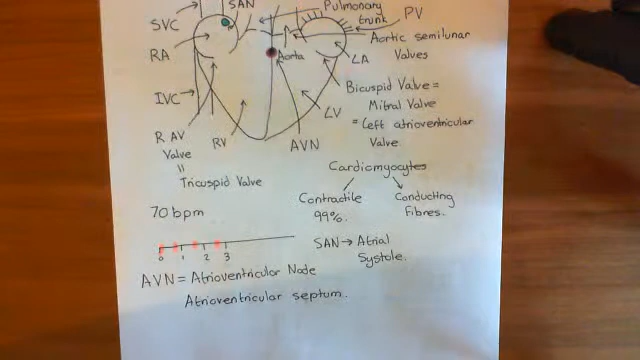 SAN
Pulmonary
trunk
PV
SVC
Aortic semilunar
Valves
RA
Aorta
LA
IVC
Bicuspid Valve =
Mitral Valve
= Left atrioventricular
Valve
LV
R AV
Valve
=
Tricuspid Valve
RV
AVN
Cardiomyocytes
Contractile
99%.
Conducting
Fibres.
70 bpm
0 1 2 3
SAN → Atrial
Systole.
AVN = Atrioventricular Node
Atrioventricular septum.